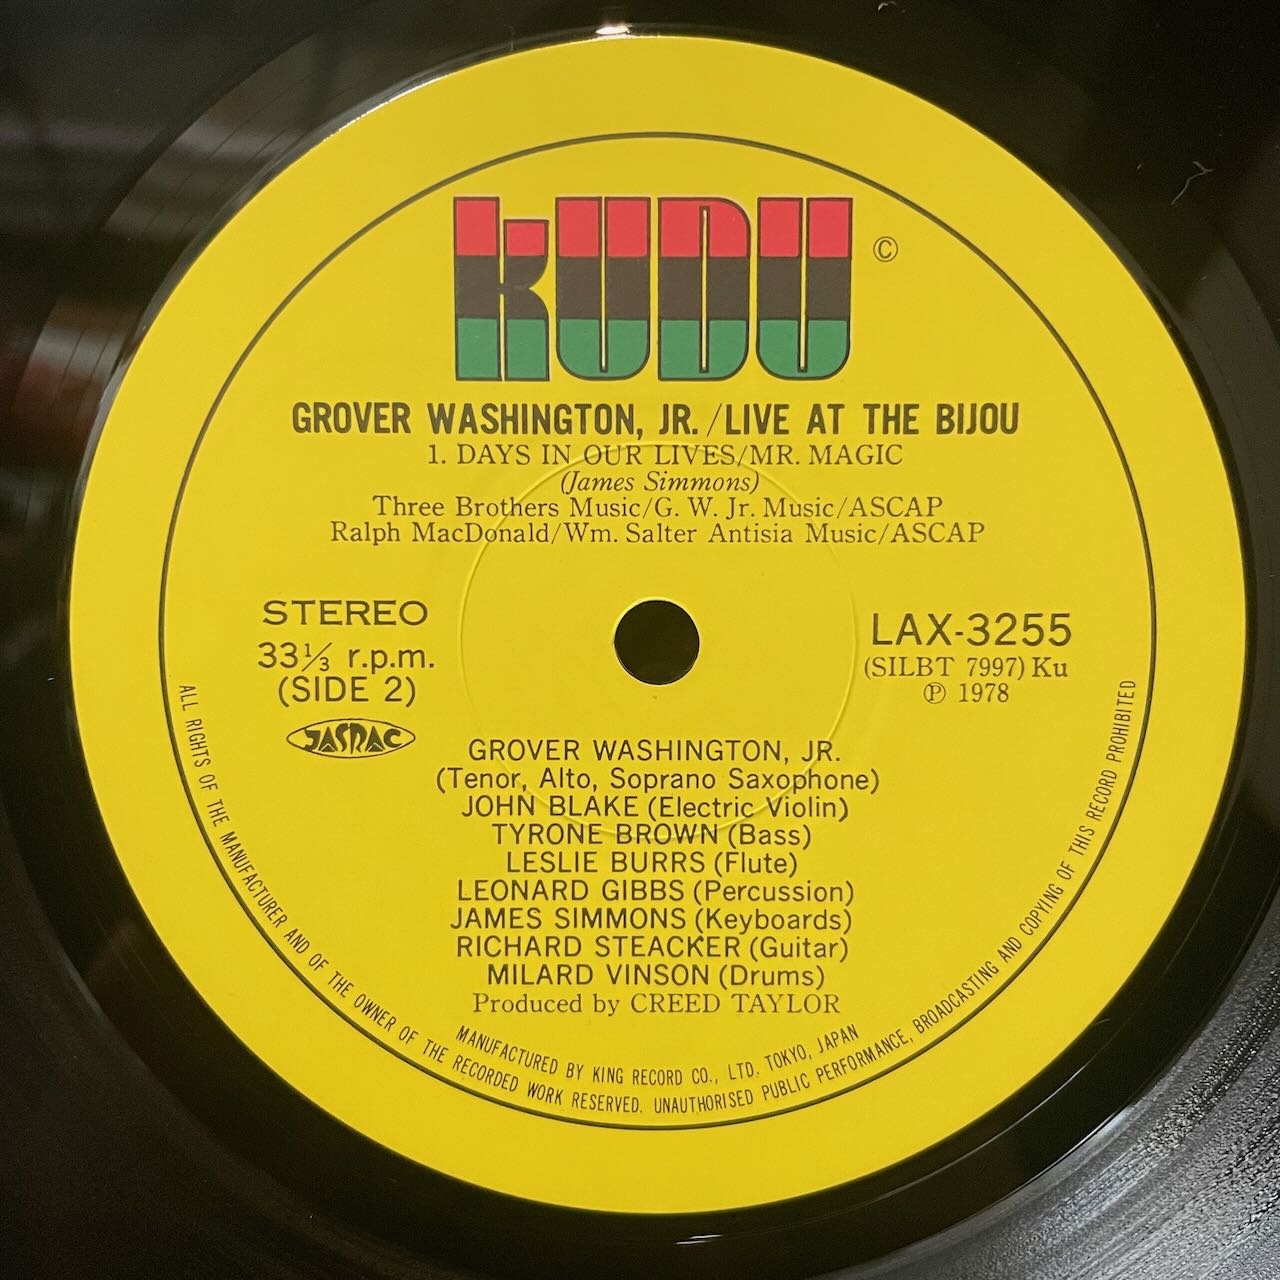 KUDU ©
GROVER WASHINGTON, JR./LIVE AT THE BIJOU
1. DAYS IN OUR LIVES/MR. MAGIC
(James Simmons)
Three Brothers Music/G. W. Jr. Music/ASCAP
Ralph MacDonald/Wm. Salter Antisia Music/ASCAP
STEREO
33⅓ r.p.m.
(SIDE 2)
JASRAC
LAX-3255
(SILBT 7997) Ku
℗ 1978
GROVER WASHINGTON, JR.
(Tenor, Alto, Soprano Saxophone)
JOHN BLAKE (Electric Violin)
TYRONE BROWN (Bass)
LESLIE BURRS (Flute)
LEONARD GIBBS (Percussion)
JAMES SIMMONS (Keyboards)
RICHARD STEACKER (Guitar)
MILARD VINSON (Drums)
Produced by CREED TAYLOR
MANUFACTURED BY KING RECORD CO., LTD. TOKYO, JAPAN
ALL RIGHTS OF THE MANUFACTURER AND OF THE OWNER OF THE RECORDED WORK RESERVED. UNAUTHORISED PUBLIC PERFORMANCE, BROADCASTING AND COPYING OF THIS RECORD PROHIBITED